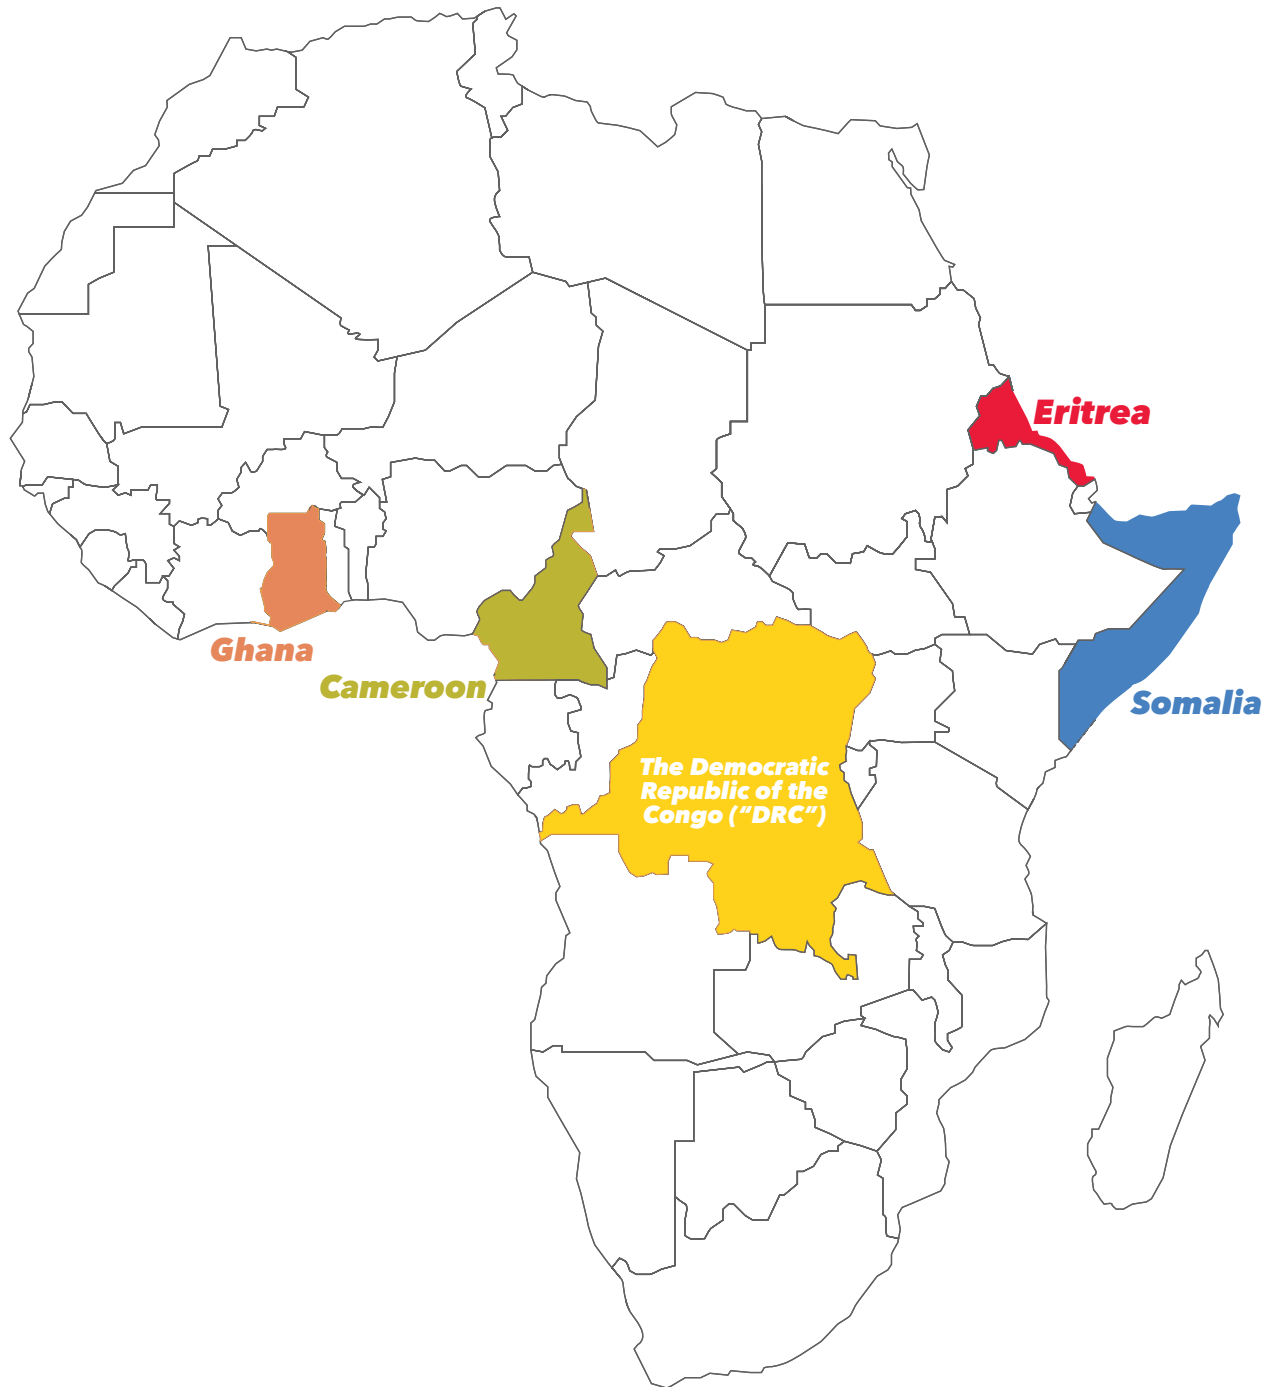 Eritrea
Ghana
Cameroon
Somalia
The Democratic
Republic of the
Congo (“DRC”)